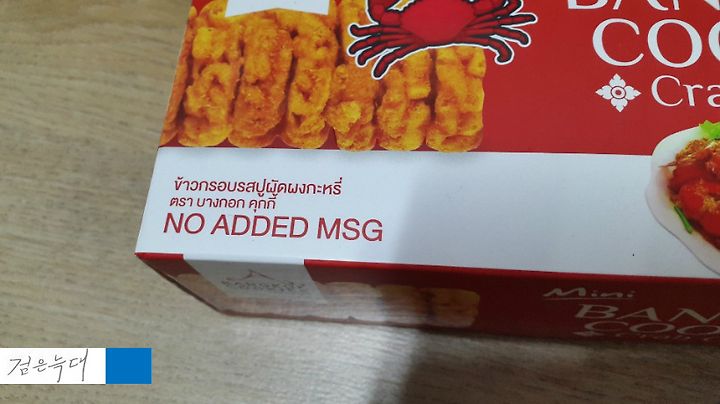 BAN
COO
Cra
ข้าวกรอบรสปูผัดผงกะหรี่
ตรา บางกอก คุกกี้
NO ADDED MSG
Mini
BAN
COO
검은늑대